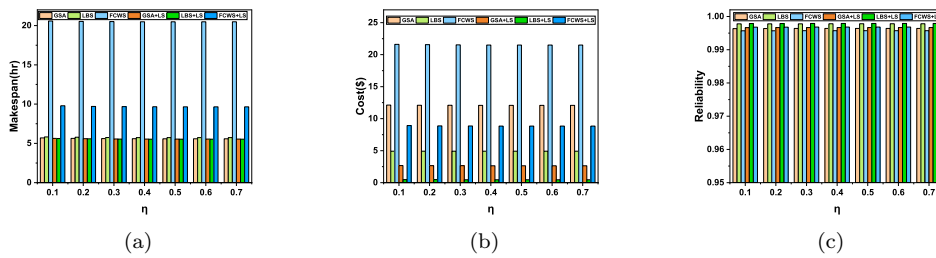 GSA LBS FCWS GSA+LS LBS+LS FCWS+LS
Makespan(hr)
20
15
10
5
0
0.1 0.2 0.3 0.4 0.5 0.6 0.7
η
(a)
GSA LBS FCWS GSA+LS LBS+LS FCWS+LS
Cost($)
25
20
15
10
5
0
0.1 0.2 0.3 0.4 0.5 0.6 0.7
η
(b)
GSA LBS FCWS GSA+LS LBS+LS FCWS+LS
Reliability
1.00
0.99
0.98
0.97
0.96
0.95
0.1 0.2 0.3 0.4 0.5 0.6 0.7
η
(c)